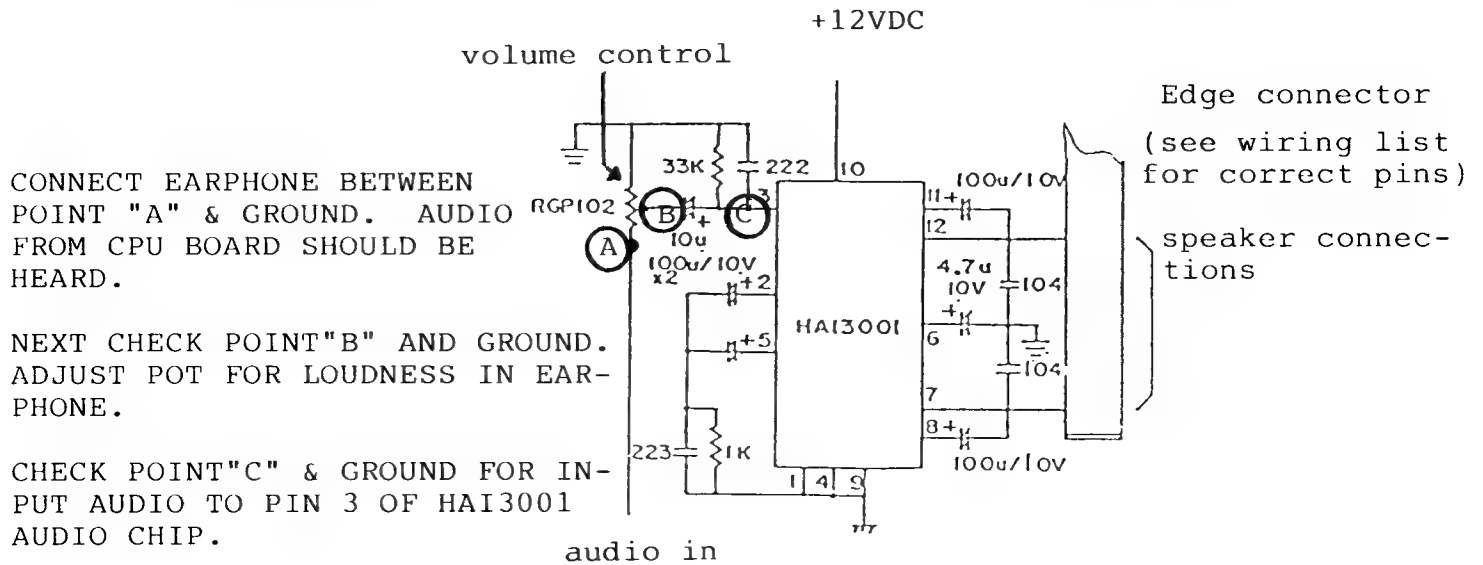 +12VDC
volume control
Edge connector
(see wiring list
for correct pins)
speaker connec-
tions
CONNECT EARPHONE BETWEEN
POINT "A" & GROUND. AUDIO
FROM CPU BOARD SHOULD BE
HEARD.
NEXT CHECK POINT"B" AND GROUND.
ADJUST POT FOR LOUDNESS IN EAR-
PHONE.
CHECK POINT"C" & GROUND FOR IN-
PUT AUDIO TO PIN 3 OF HA13001
AUDIO CHIP.
33K
222
3
10
RGP102
B
+
10u
C
A
100u/10V
x2
+2
+5
HA13001
223
1K
1 4 9
11+
100u/10V
12
4.7u
10V
104
+
6
104
7
8+
100u/10V
audio in